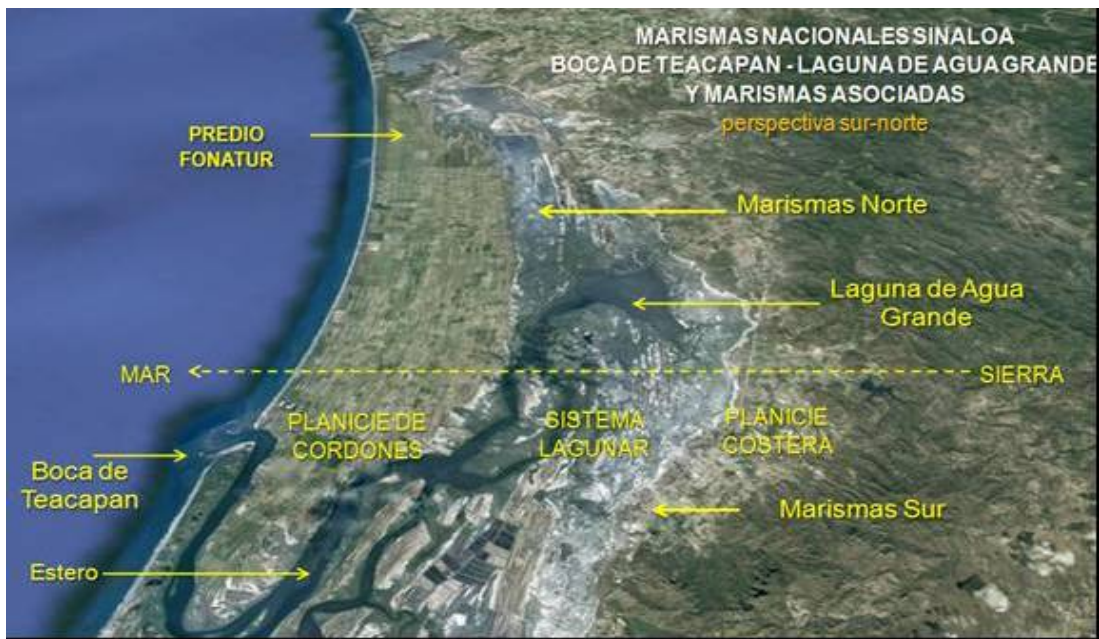 MARISMAS NACIONALES SINALOA
BOCA DE TEACAPAN - LAGUNA DE AGUA GRANDE
Y MARISMAS ASOCIADAS
perspectiva sur-norte
PREDIO
FONATUR
Marismas Norte
Laguna de Agua
Grande
MAR
SIERRA
PLANICIE DE
CORDONES
SISTEMA
LAGUNAR
PLANICIE
COSTERA
Boca de
Teacapan
Marismas Sur
Estero